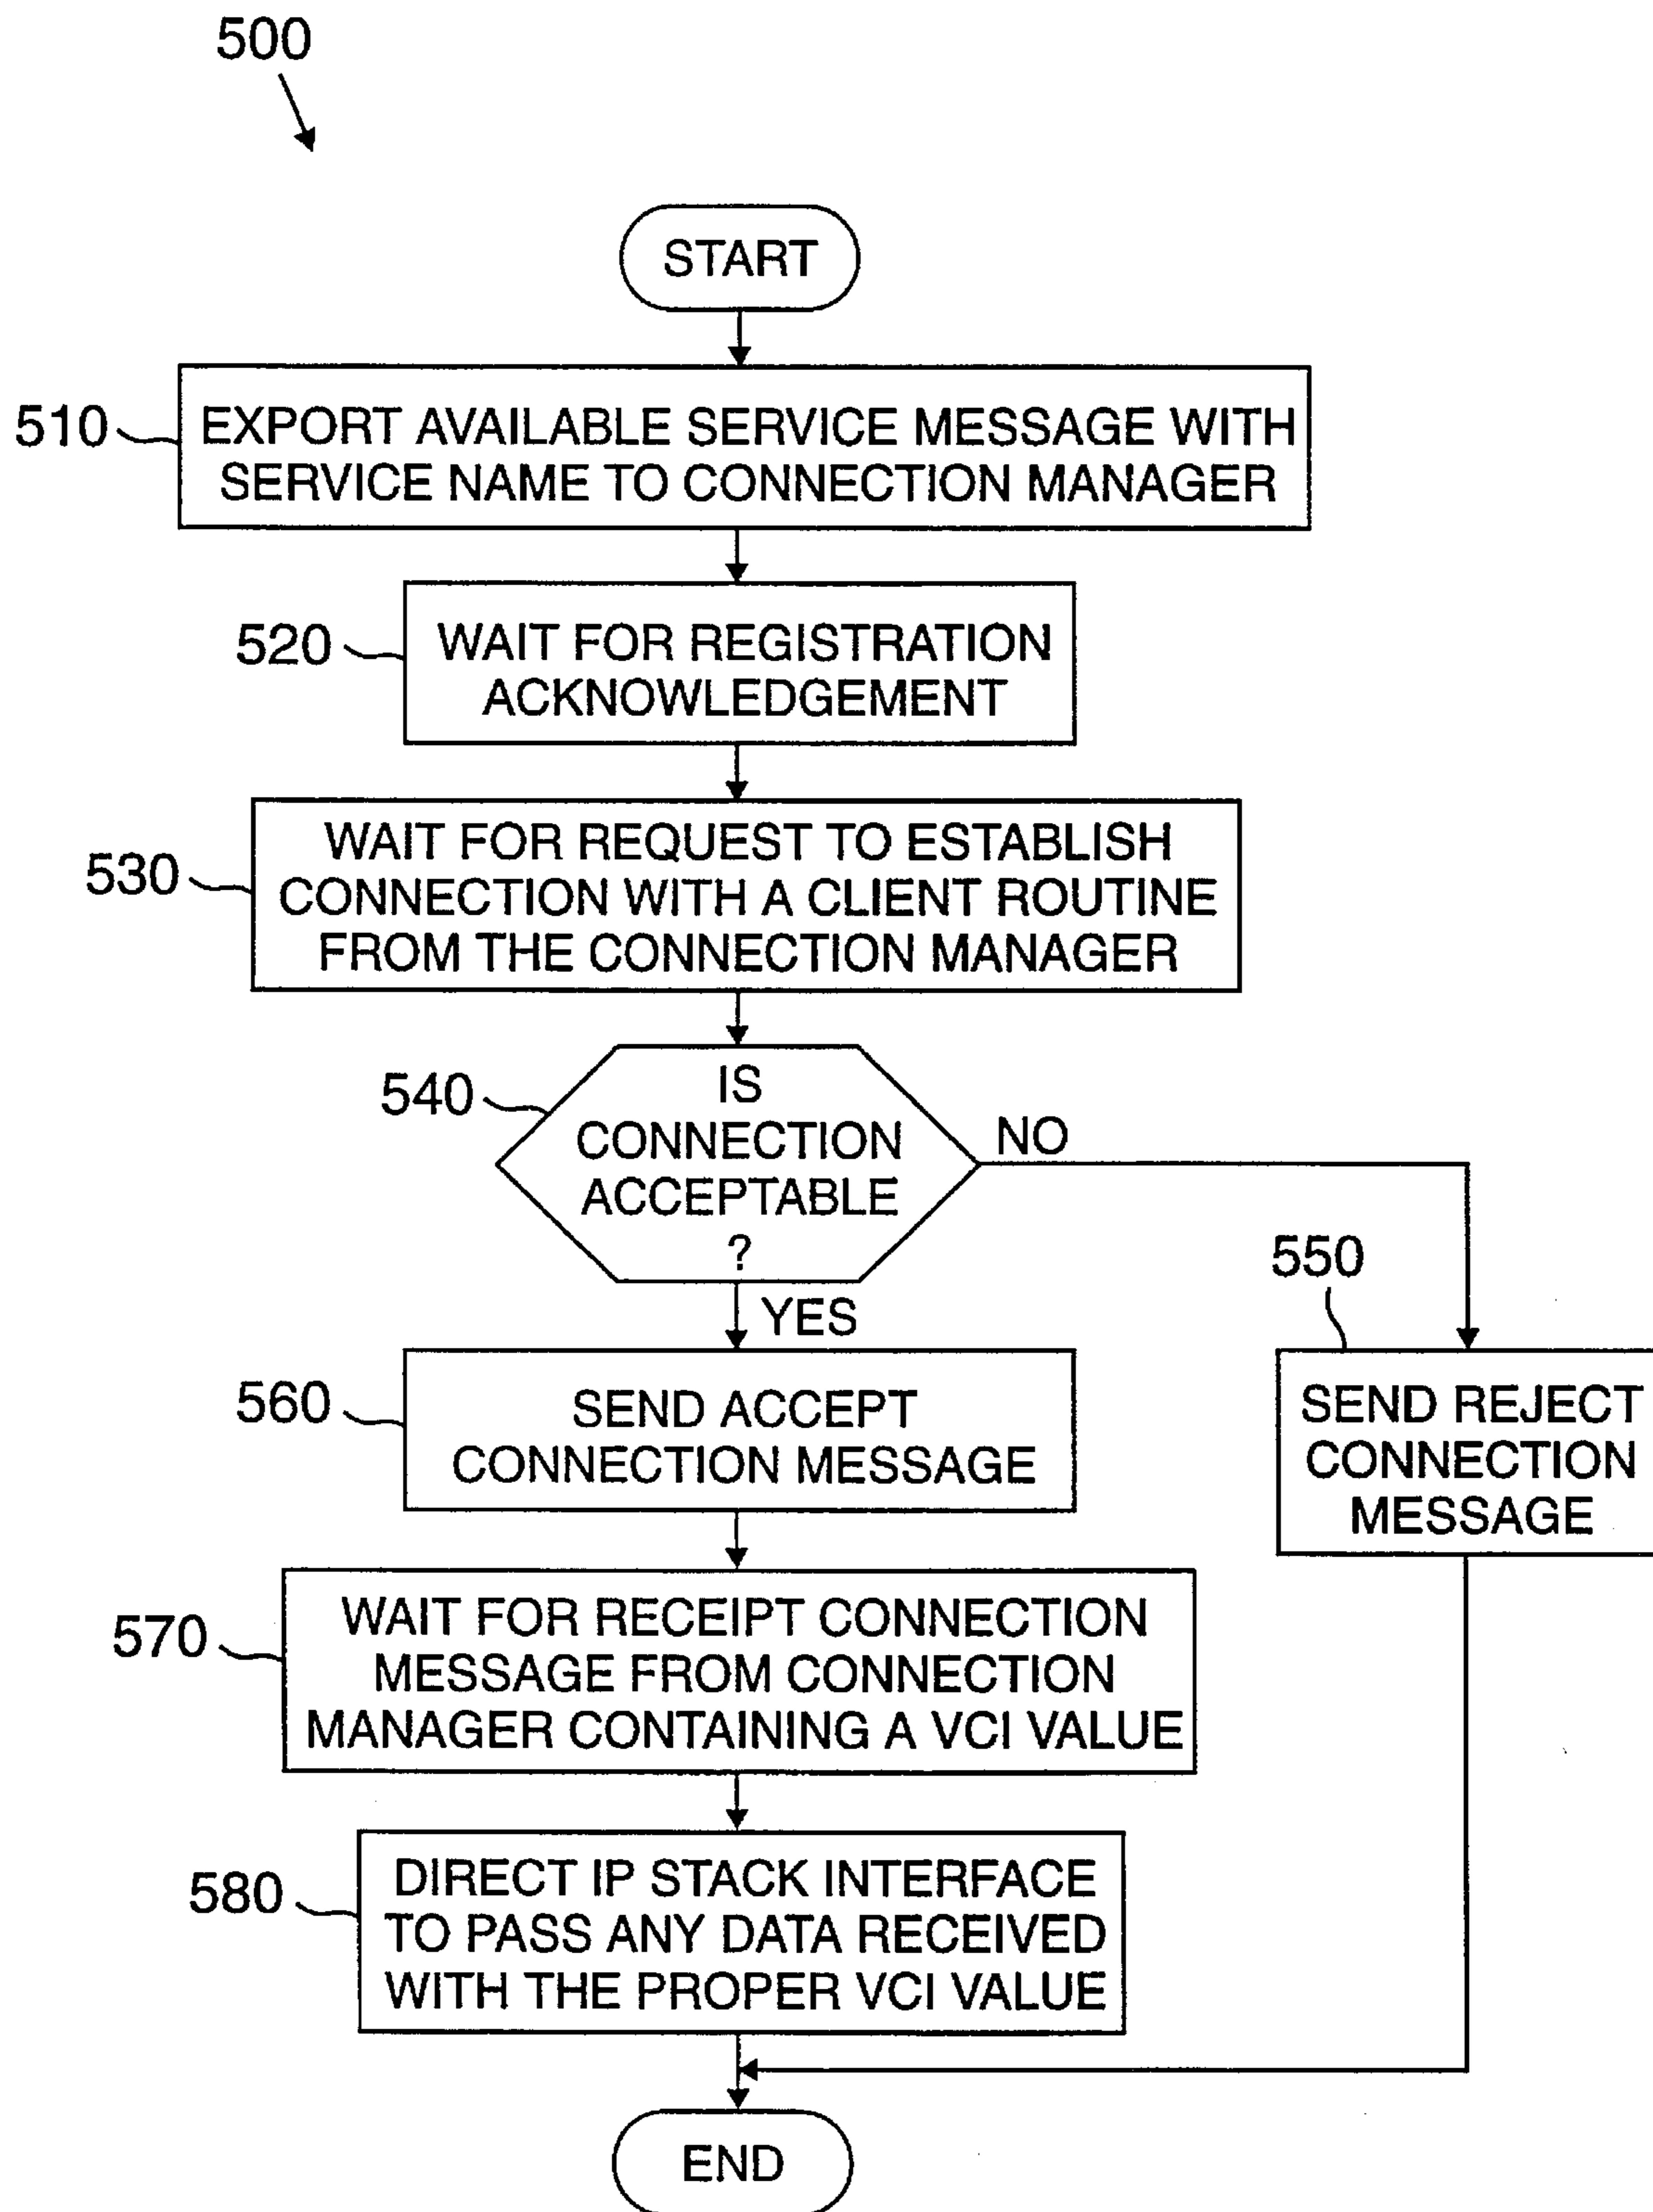 500
START
510
EXPORT AVAILABLE SERVICE MESSAGE WITH
SERVICE NAME TO CONNECTION MANAGER
520
WAIT FOR REGISTRATION
ACKNOWLEDGEMENT
530
WAIT FOR REQUEST TO ESTABLISH
CONNECTION WITH A CLIENT ROUTINE
FROM THE CONNECTION MANAGER
540
IS
CONNECTION
ACCEPTABLE
?
NO
YES
550
SEND REJECT
CONNECTION
MESSAGE
560
SEND ACCEPT
CONNECTION MESSAGE
570
WAIT FOR RECEIPT CONNECTION
MESSAGE FROM CONNECTION
MANAGER CONTAINING A VCI VALUE
580
DIRECT IP STACK INTERFACE
TO PASS ANY DATA RECEIVED
WITH THE PROPER VCI VALUE
END